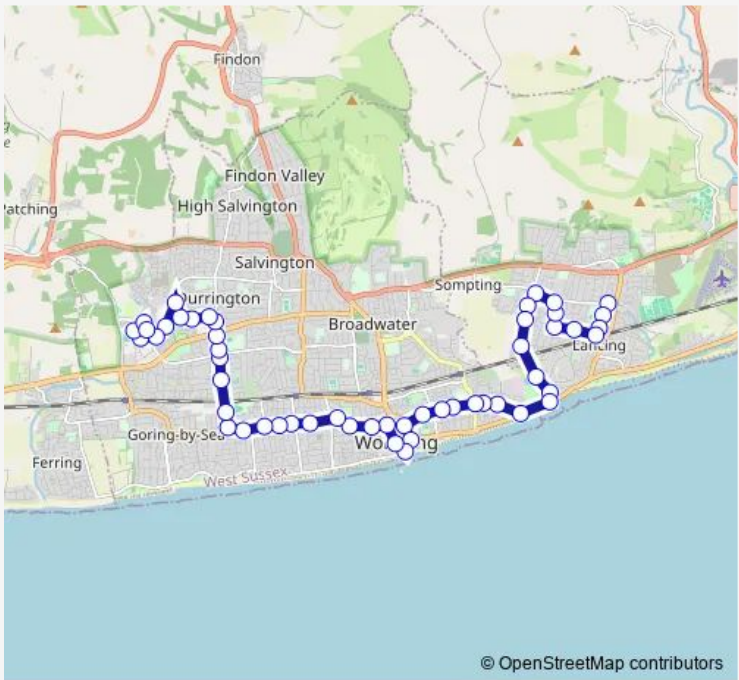 Findon
Findon Valley
Patching
High Salvington
Salvington
Sompting
Durrington
Broadwater
Lancing
Goring-by-Sea
Ferring
West Sussex
© OpenStreetMap contributors